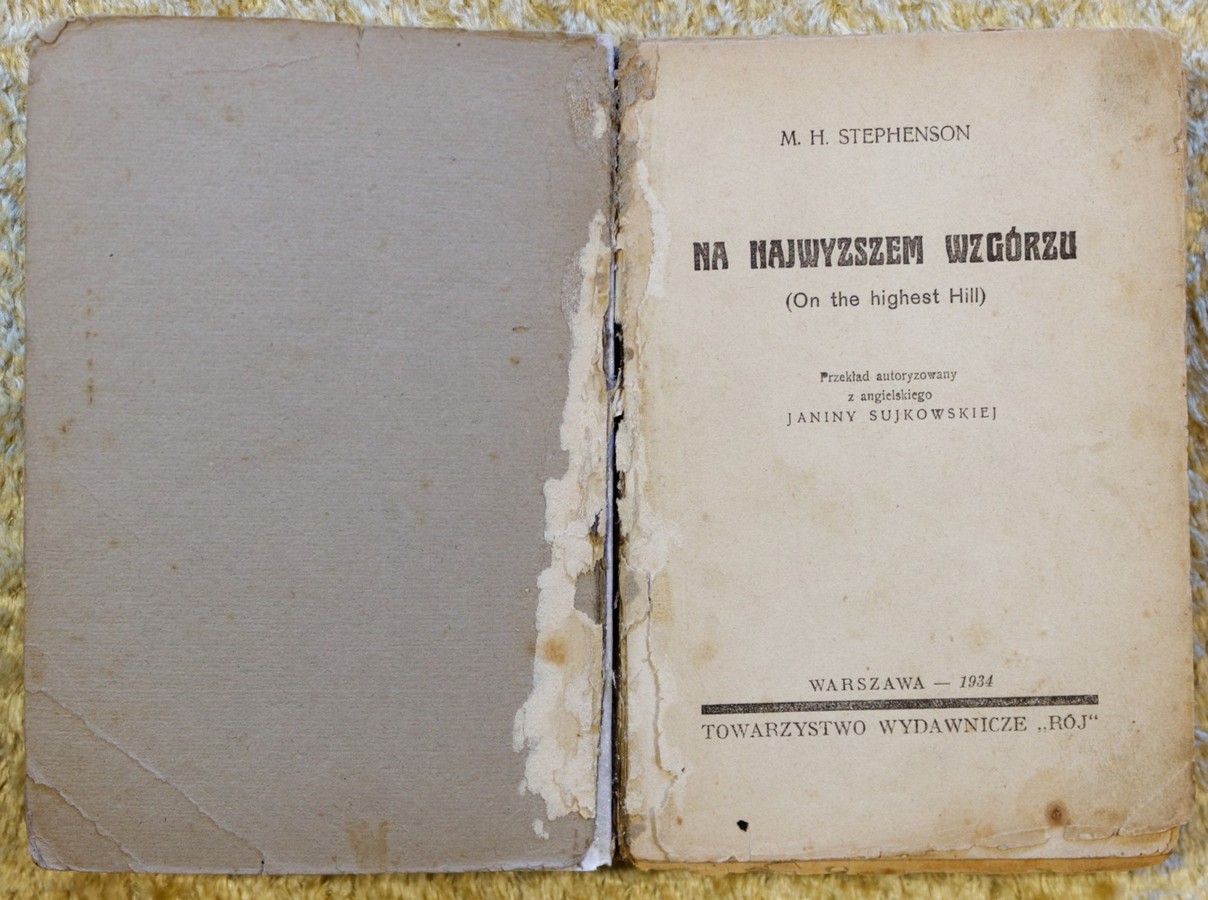 M. H. STEPHENSON
NA NAJWYZSZEM WZGÓRZU
(On the highest Hill)
Przekład autoryzowany
z angielskiego
JANINY SUJKOWSKIEJ
WARSZAWA — 1934
TOWARZYSTWO WYDAWNICZE „RÓJ“